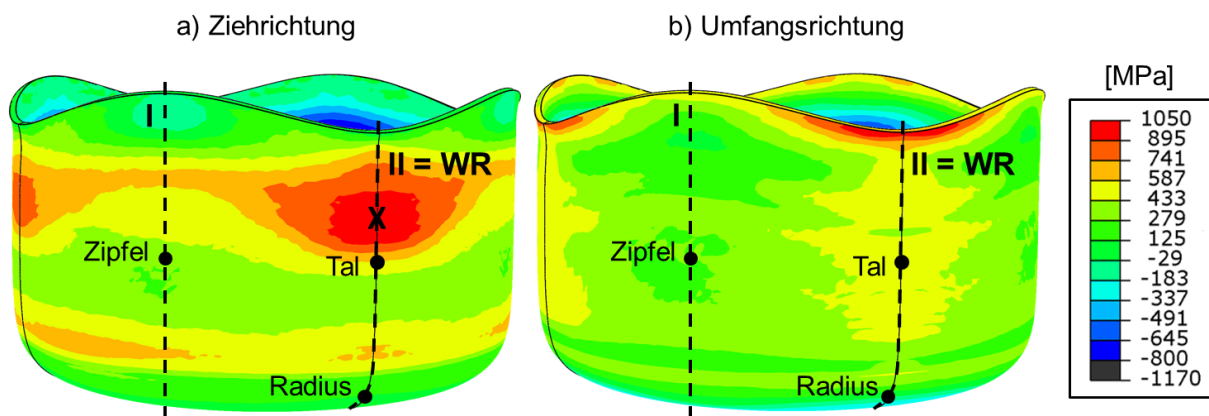 a) Ziehrichtung
b) Umfangsrichtung
[MPa]
I
II = WR
X
Zipfel
Tal
Radius
I
II = WR
Zipfel
Tal
Radius
1050
895
741
587
433
279
125
-29
-183
-337
-491
-645
-800
-1170